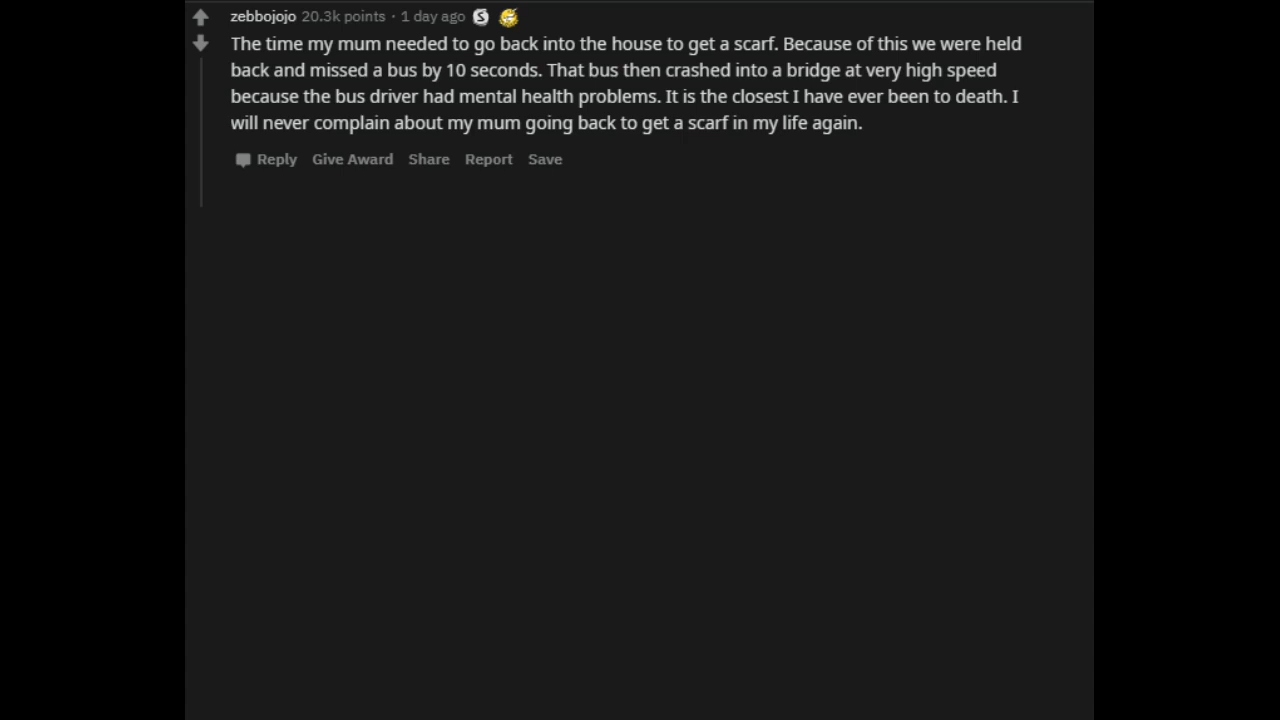 zebbojojo 20.3k points · 1 day ago
The time my mum needed to go back into the house to get a scarf. Because of this we were held
back and missed a bus by 10 seconds. That bus then crashed into a bridge at very high speed
because the bus driver had mental health problems. It is the closest I have ever been to death. I
will never complain about my mum going back to get a scarf in my life again.
Reply Give Award Share Report Save